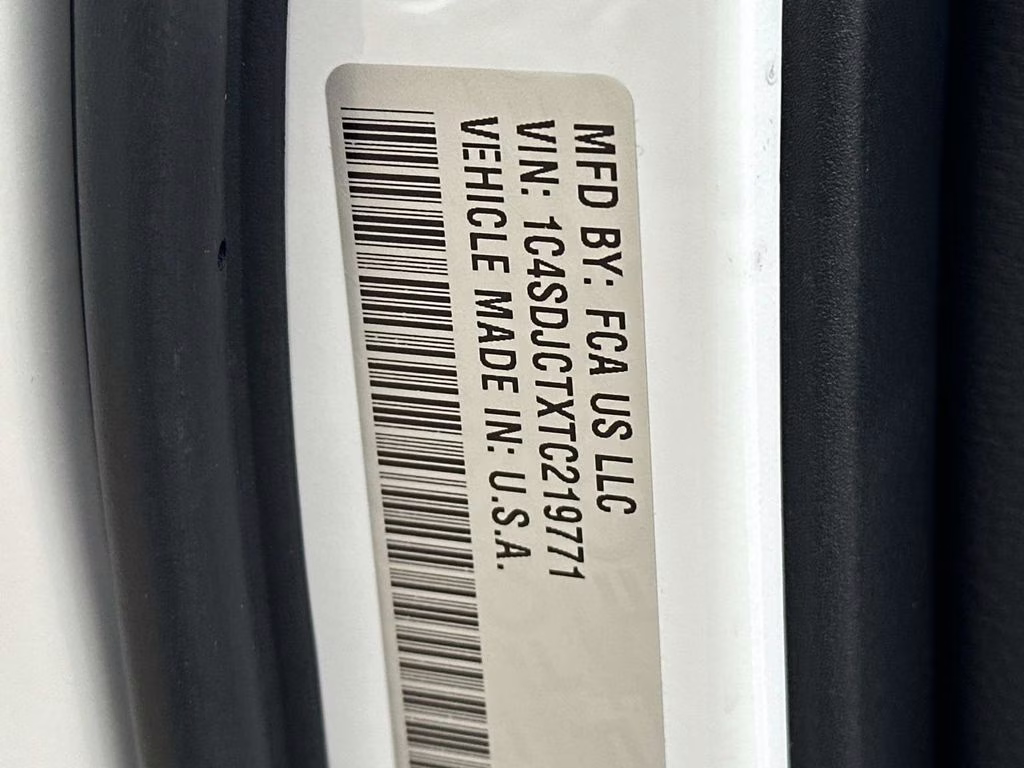 MFD BY: FCA US LLC
VIN: 1C4SDJCTXTC219771
VEHICLE MADE IN: U.S.A.